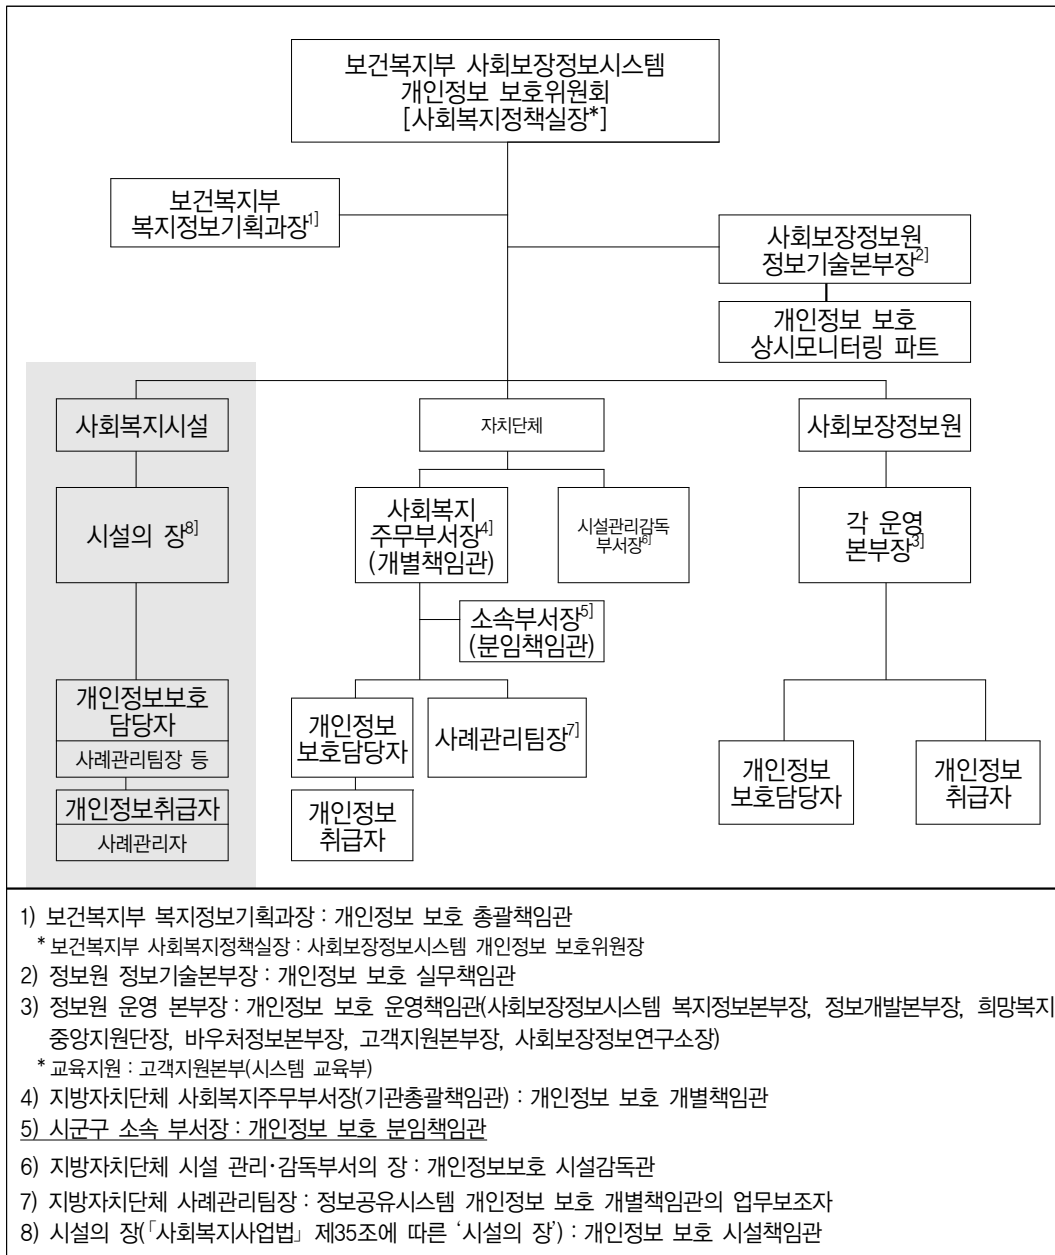 보건복지부 사회보장정보시스템
개인정보 보호위원회
[사회복지정책실장*]
보건복지부
복지정보기획과장1]
사회보장정보원
정보기술본부장2]
개인정보 보호
상시모니터링 파트
사회복지시설
자치단체
사회보장정보원
시설의 장8]
사회복지
주무부서장4]
(개별책임관)
시설관리감독
부서장6]
각 운영
본부장3]
소속부서장5]
(분임책임관)
개인정보보호
담당자
사례관리팀장 등
개인정보취급자
사례관리자
개인정보
보호담당자
사례관리팀장7]
개인정보
취급자
개인정보
보호담당자
개인정보
취급자
1) 보건복지부 복지정보기획과장 : 개인정보 보호 총괄책임관
* 보건복지부 사회복지정책실장 : 사회보장정보시스템 개인정보 보호위원장
2) 정보원 정보기술본부장 : 개인정보 보호 실무책임관
3) 정보원 운영 본부장 : 개인정보 보호 운영책임관(사회보장정보시스템 복지정보본부장, 정보개발본부장, 희망복지
중앙지원단장, 바우처정보본부장, 고객지원본부장, 사회보장정보연구소장)
* 교육지원 : 고객지원본부(시스템 교육부)
4) 지방자치단체 사회복지주무부서장(기관총괄책임관) : 개인정보 보호 개별책임관
5) 시군구 소속 부서장 : 개인정보 보호 분임책임관
6) 지방자치단체 시설 관리·감독부서의 장 : 개인정보보호 시설감독관
7) 지방자치단체 사례관리팀장 : 정보공유시스템 개인정보 보호 개별책임관의 업무보조자
8) 시설의 장(「사회복지사업법」 제35조에 따른 '시설의 장') : 개인정보 보호 시설책임관